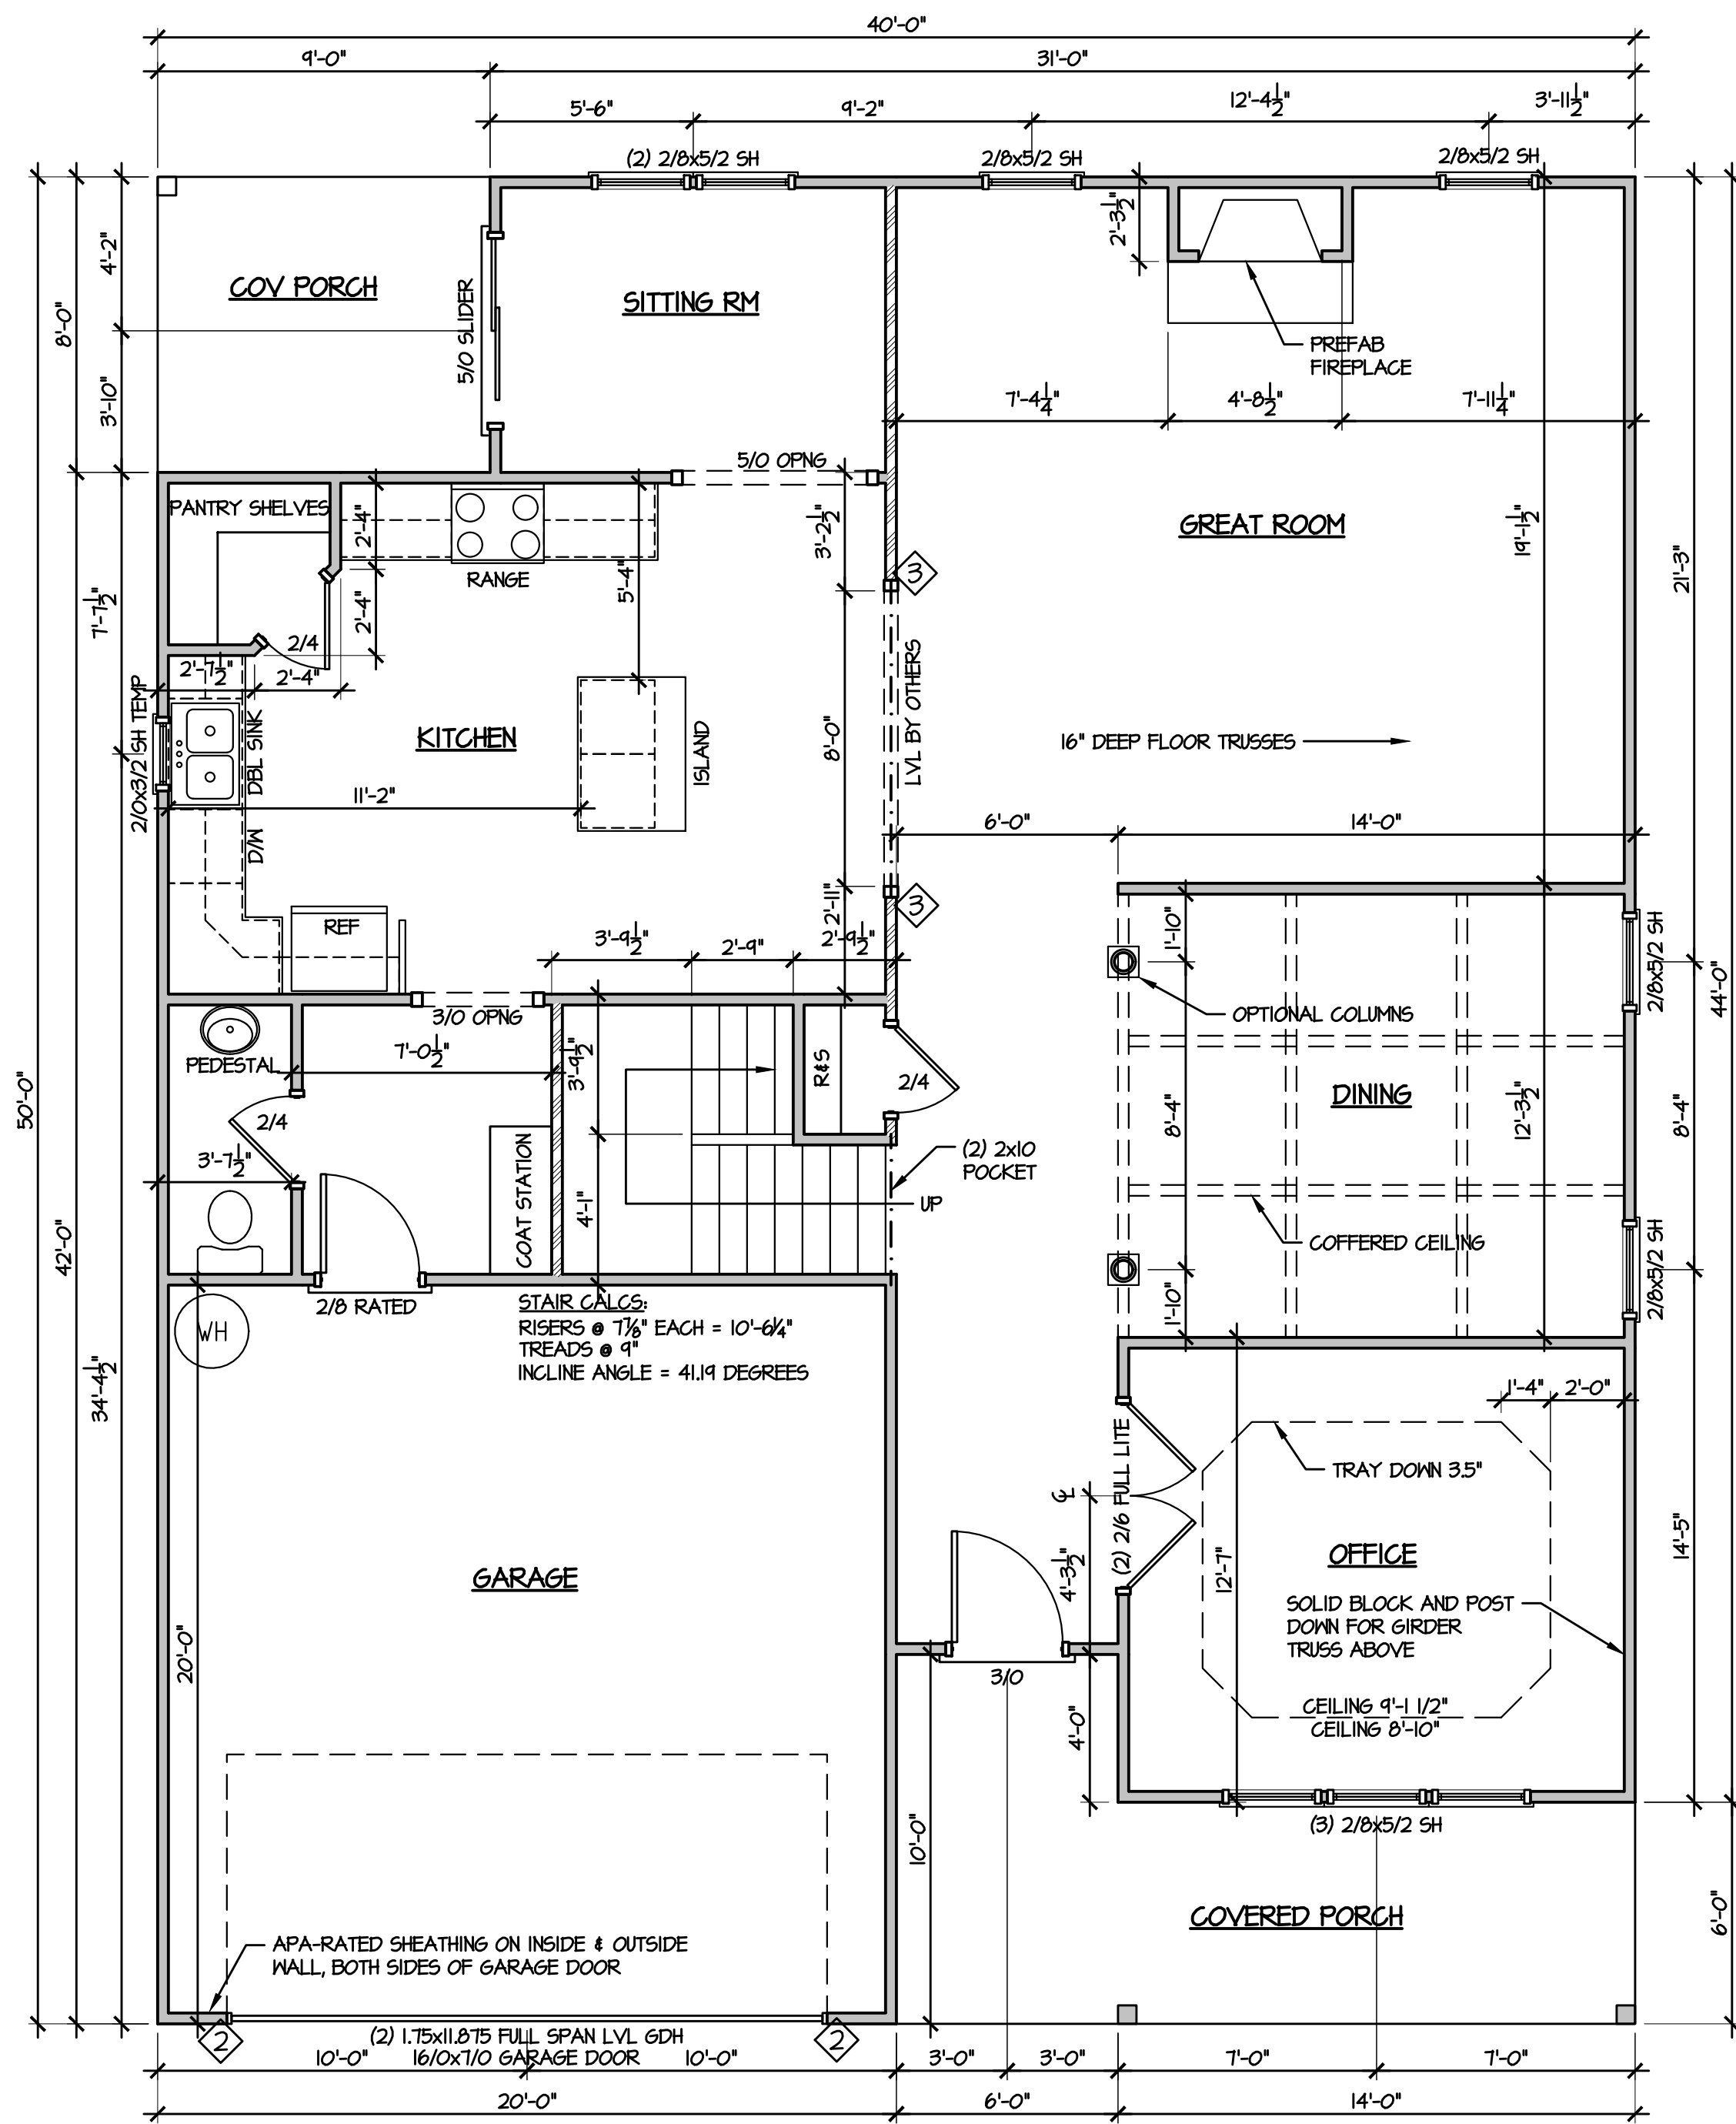 40'-0"
9'-0"
31'-0"
5'-6"
9'-2"
12'-4 1/2"
3'-11 1/2"
(2) 2/8x5/2 SH
2/8x5/2 SH
2/8x5/2 SH
4'-2"
8'-0"
3'-10"
COV PORCH
5/0 SLIDER
SITTING RM
2'-3 1/2"
PREFAB
FIREPLACE
7'-4 1/4"
4'-8 1/2"
7'-11 1/4"
5/0 OPNG
PANTRY SHELVES
2'-4"
RANGE
5'-4"
3'-2 1/2"
3
GREAT ROOM
19'-1 1/2"
21'-3"
7'-7 1/2"
2'-4"
2/4
2'-7 1/2"
2'-4"
2/0x3/2 SH TEMP
DBL SINK
KITCHEN
ISLAND
8'-0"
LVL BY OTHERS
16" DEEP FLOOR TRUSSES
11'-2"
D/W
6'-0"
14'-0"
REF
2'-11"
3
3'-9 1/2"
2'-9"
2'-9 1/2"
1'-10"
2/8x5/2 SH
44'-0"
OPTIONAL COLUMNS
3/0 OPNG
PEDESTAL
7'-0 1/2"
3'-9 1/2"
R&S
2/4
DINING
8'-4"
12'-3 1/2"
8'-4"
50'-0"
42'-0"
2/4
3'-7 1/2"
COAT STATION
4'-1"
(2) 2x10
POCKET
UP
COFFERED CEILING
2/8x5/2 SH
1'-10"
2/8 RATED
WH
STAIR CALCS:
RISERS @ 7⅞" EACH = 10'-6¼"
TREADS @ 9"
INCLINE ANGLE = 41.19 DEGREES
34'-4 1/2"
1'-4"
2'-0"
TRAY DOWN 3.5"
(2) 2/6 FULL LITE
℄
4'-3 1/2"
12'-7"
OFFICE
14'-5"
GARAGE
SOLID BLOCK AND POST
DOWN FOR GIRDER
TRUSS ABOVE
20'-0"
3/0
CEILING 9'-1 1/2"
CEILING 8'-10"
4'-0"
(3) 2/8x5/2 SH
10'-0"
COVERED PORCH
6'-0"
APA-RATED SHEATHING ON INSIDE & OUTSIDE
WALL, BOTH SIDES OF GARAGE DOOR
2
(2) 1.75x11.875 FULL SPAN LVL GDH
2
10'-0"
16/0x7/0 GARAGE DOOR
10'-0"
3'-0"
3'-0"
7'-0"
7'-0"
20'-0"
6'-0"
14'-0"